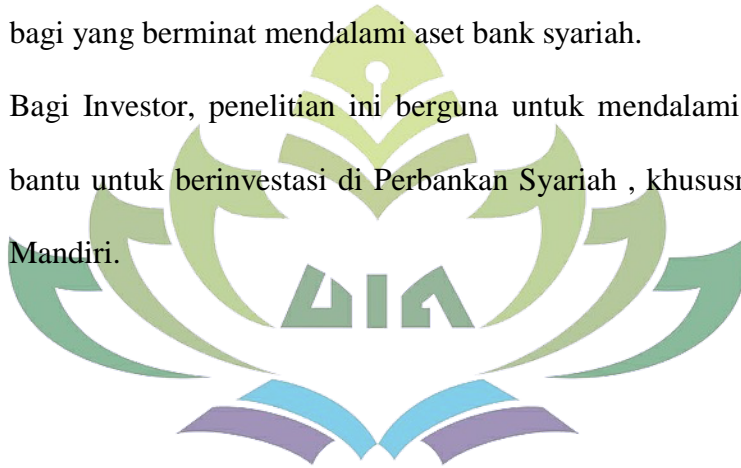 bagi yang berminat mendalami aset bank syariah.
Bagi Investor, penelitian ini berguna untuk mendalami
bantu untuk berinvestasi di Perbankan Syariah , khusus
Mandiri.
UIN